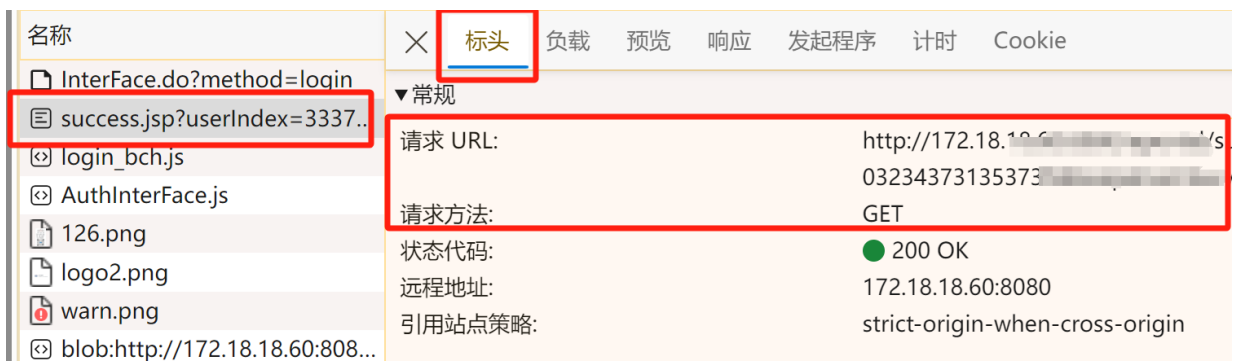 名称
InterFace.do?method=login
success.jsp?userIndex=3337...
login_bch.js
AuthInterFace.js
126.png
logo2.png
warn.png
blob:http://172.18.18.60:808...
标头 负载 预览 响应 发起程序 计时 Cookie
▼常规
请求 URL: http://172.18.1
03234373135373
请求方法: GET
状态代码: 200 OK
远程地址: 172.18.18.60:8080
引用站点策略: strict-origin-when-cross-origin